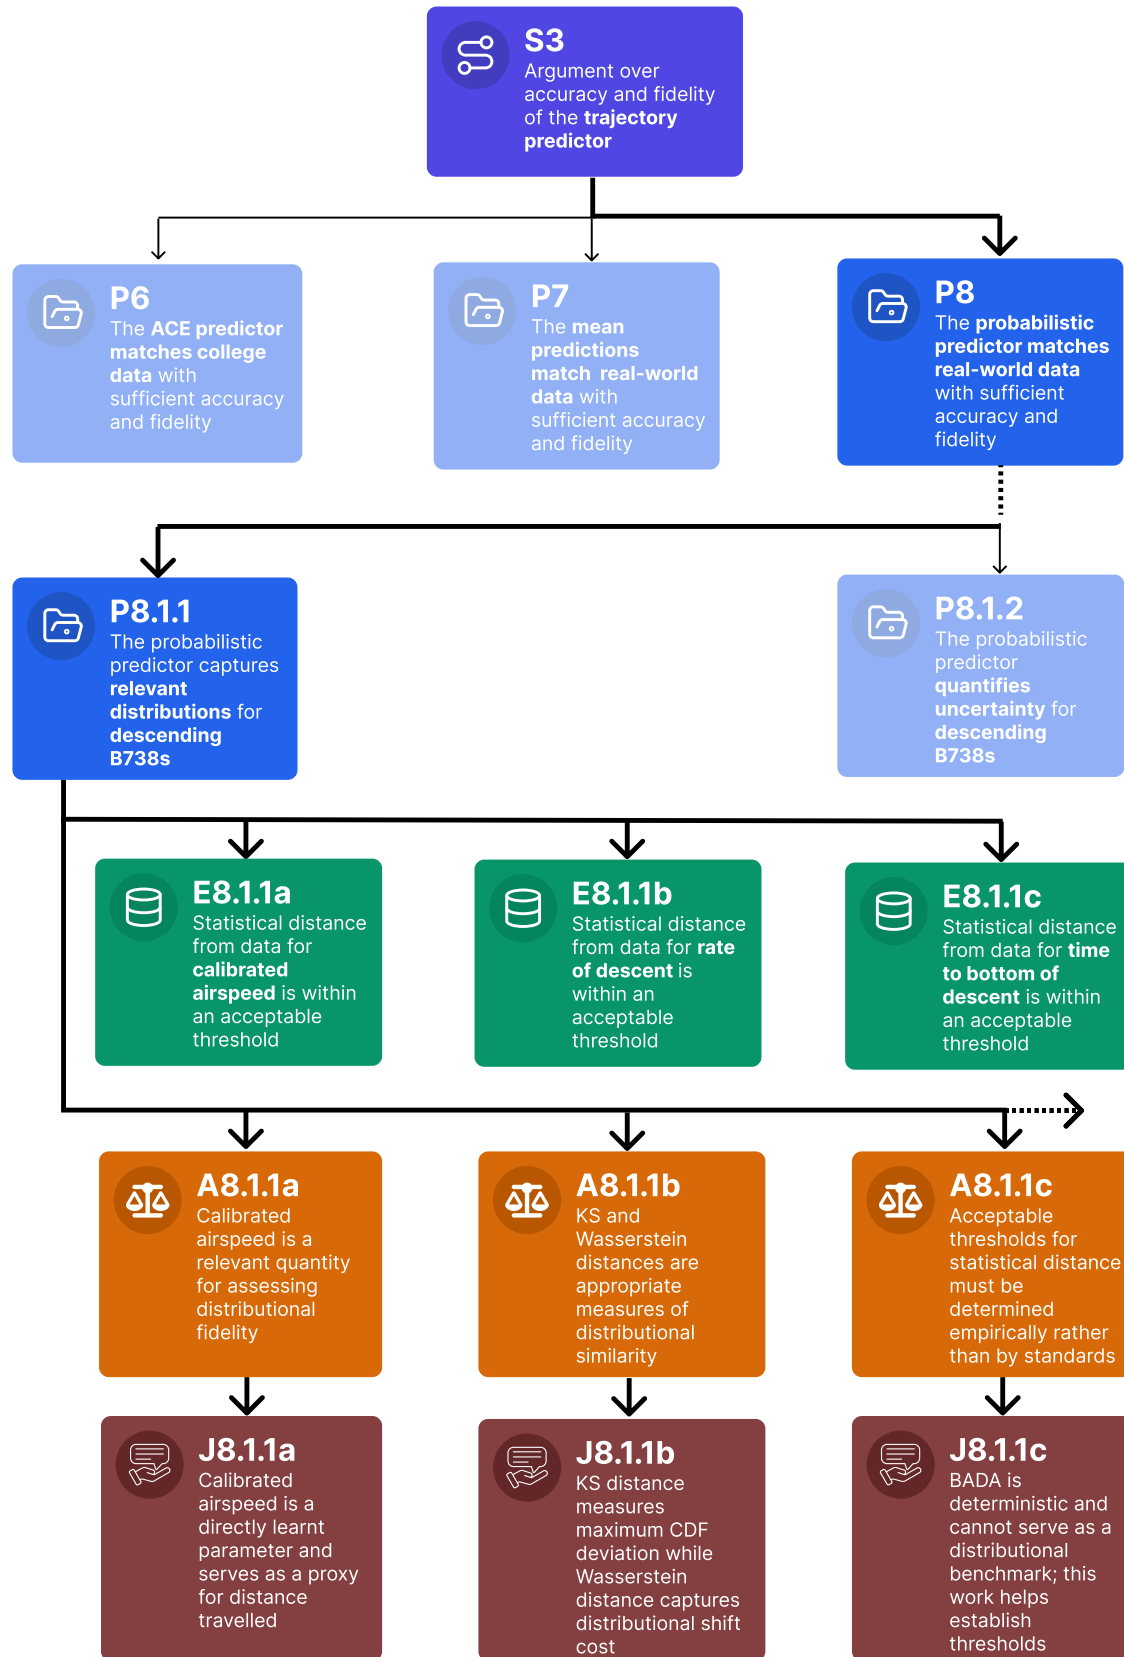 S3
Argument over
accuracy and fidelity
of the trajectory
predictor
P6
The ACE predictor
matches college
data with
sufficient accuracy
and fidelity
P7
The mean
predictions
match real-world
data with
sufficient accuracy
and fidelity
P8
The probabilistic
predictor matches
real-world data
with sufficient
accuracy and
fidelity
P8.1.1
The probabilistic
predictor captures
relevant
distributions for
descending
B738s
P8.1.2
The probabilistic
predictor
quantifies
uncertainty for
descending
B738s
E8.1.1a
Statistical distance
from data for
calibrated
airspeed is within
an acceptable
threshold
E8.1.1b
Statistical distance
from data for rate
of descent is
within an
acceptable
threshold
E8.1.1c
Statistical distance
from data for time
to bottom of
descent is within
an acceptable
threshold
A8.1.1a
Calibrated
airspeed is a
relevant quantity
for assessing
distributional
fidelity
A8.1.1b
KS and
Wasserstein
distances are
appropriate
measures of
distributional
similarity
A8.1.1c
Acceptable
thresholds for
statistical distance
must be
determined
empirically rather
than by standards
J8.1.1a
Calibrated
airspeed is a
directly learnt
parameter and
serves as a proxy
for distance
travelled
J8.1.1b
KS distance
measures
maximum CDF
deviation while
Wasserstein
distance captures
distributional shift
cost
J8.1.1c
BADA is
deterministic and
cannot serve as a
distributional
benchmark; this
work helps
establish
thresholds